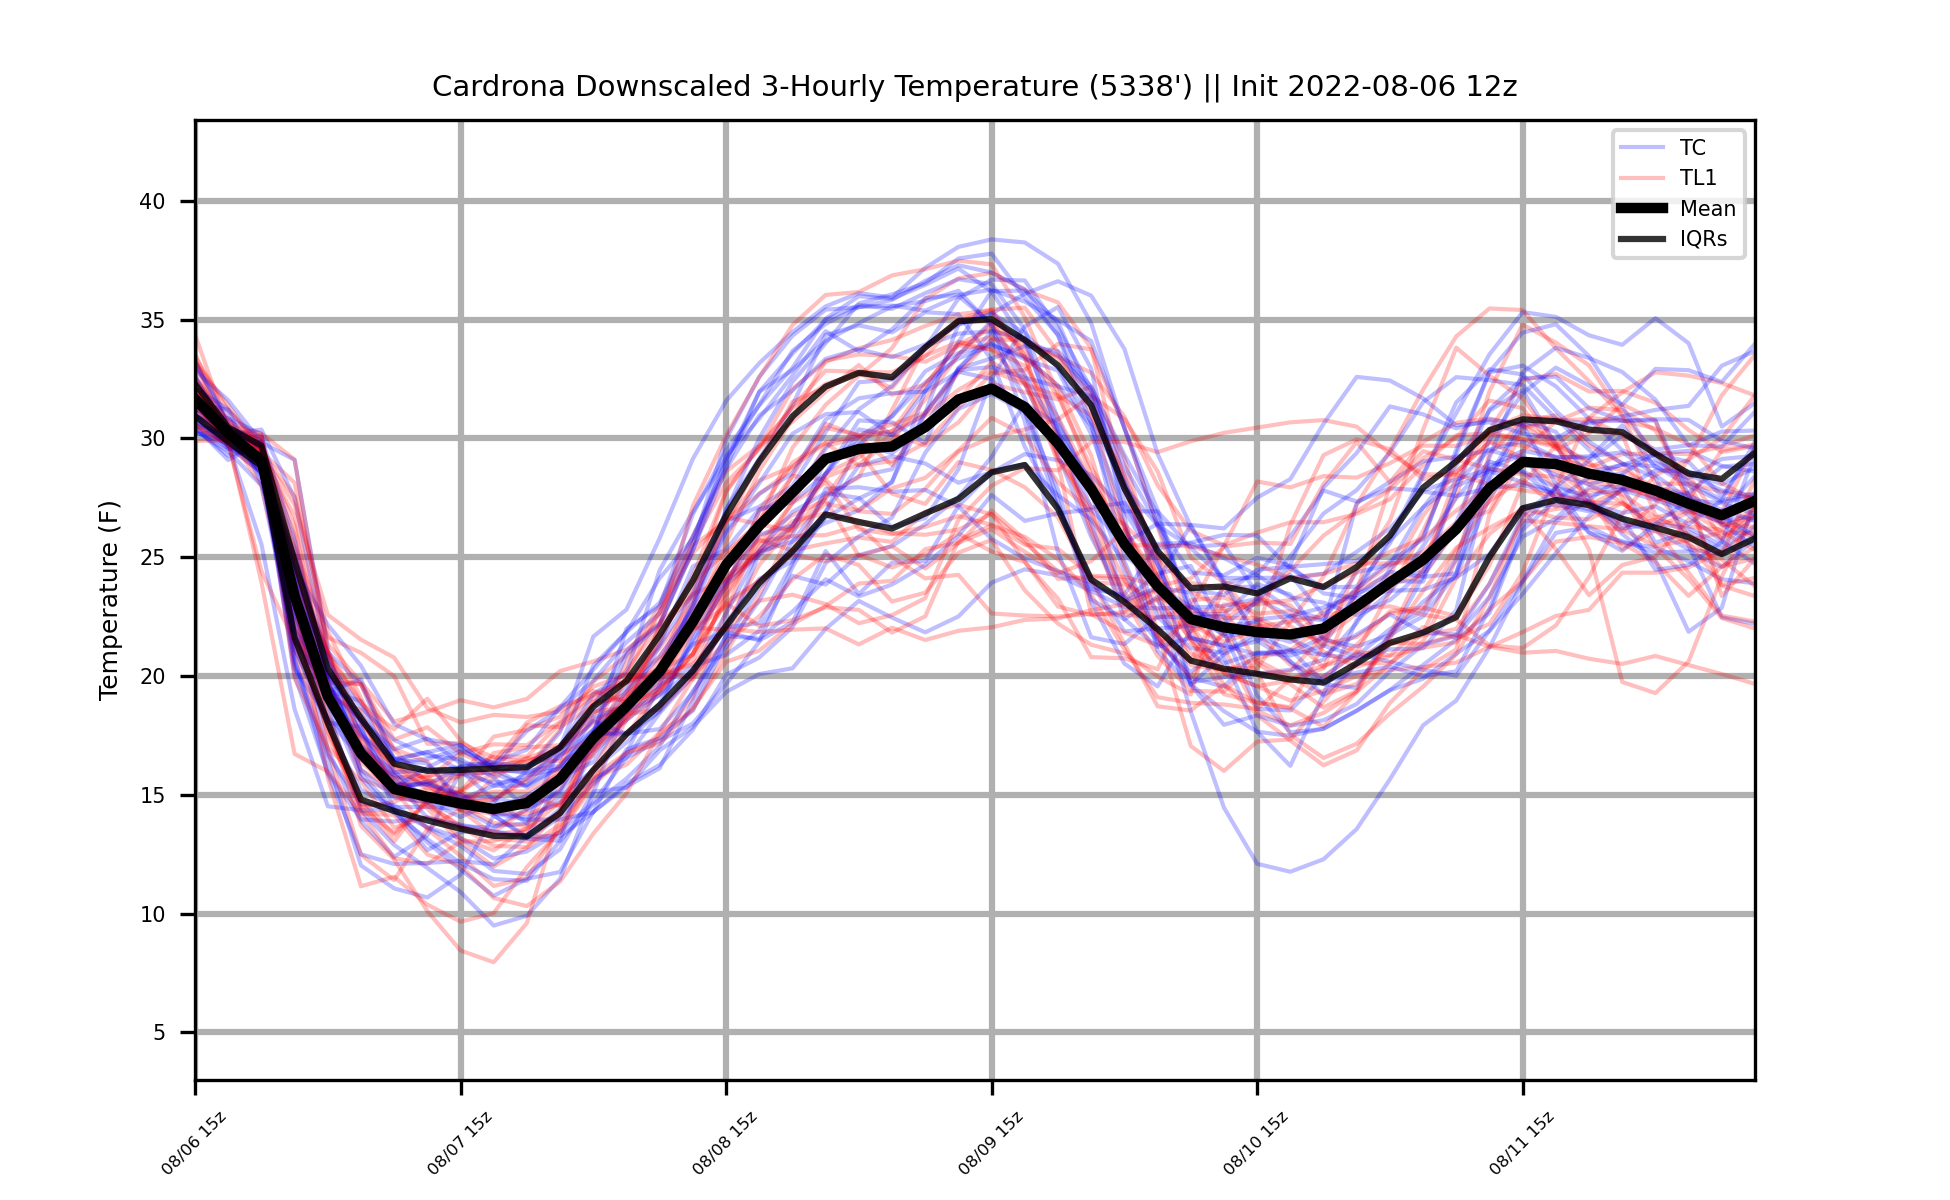 Cardrona Downscaled 3-Hourly Temperature (5338') || Init 2022-08-06 12z
TC
TL1
Mean
IQRs
Temperature (F)
40
35
30
25
20
15
10
5
08/06 15z
08/07 15z
08/08 15z
08/09 15z
08/10 15z
08/11 15z